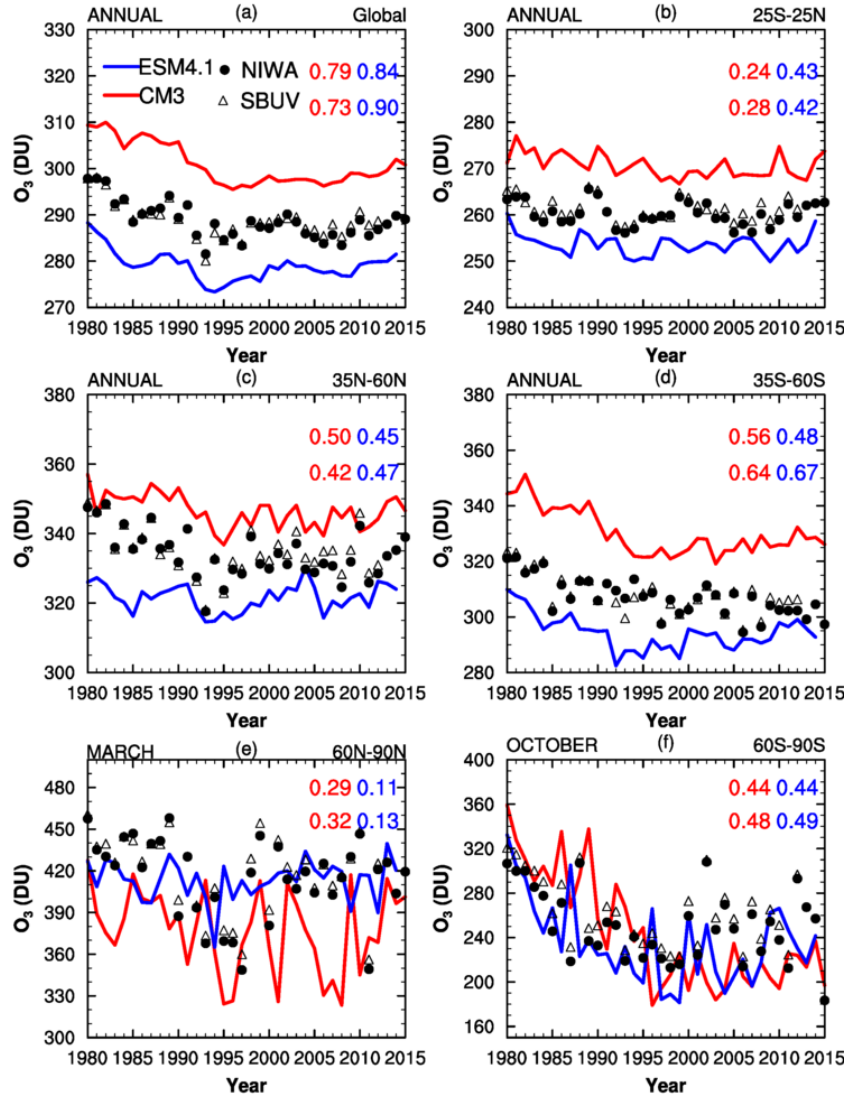 ANNUAL (a) Global
ESM4.1 NIWA 0.79 0.84
CM3 SBUV 0.73 0.90
O3 (DU)
330
320
310
300
290
280
270
1980 1985 1990 1995 2000 2005 2010 2015
Year
ANNUAL (b) 25S-25N
0.24 0.43
0.28 0.42
O3 (DU)
300
290
280
270
260
250
240
1980 1985 1990 1995 2000 2005 2010 2015
Year
ANNUAL (c) 35N-60N
0.50 0.45
0.42 0.47
O3 (DU)
380
360
340
320
300
1980 1985 1990 1995 2000 2005 2010 2015
Year
ANNUAL (d) 35S-60S
0.56 0.48
0.64 0.67
O3 (DU)
380
360
340
320
300
280
1980 1985 1990 1995 2000 2005 2010 2015
Year
MARCH (e) 60N-90N
0.29 0.11
0.32 0.13
O3 (DU)
480
450
420
390
360
330
300
1980 1985 1990 1995 2000 2005 2010 2015
Year
OCTOBER (f) 60S-90S
0.44 0.44
0.48 0.49
O3 (DU)
400
360
320
280
240
200
160
1980 1985 1990 1995 2000 2005 2010 2015
Year